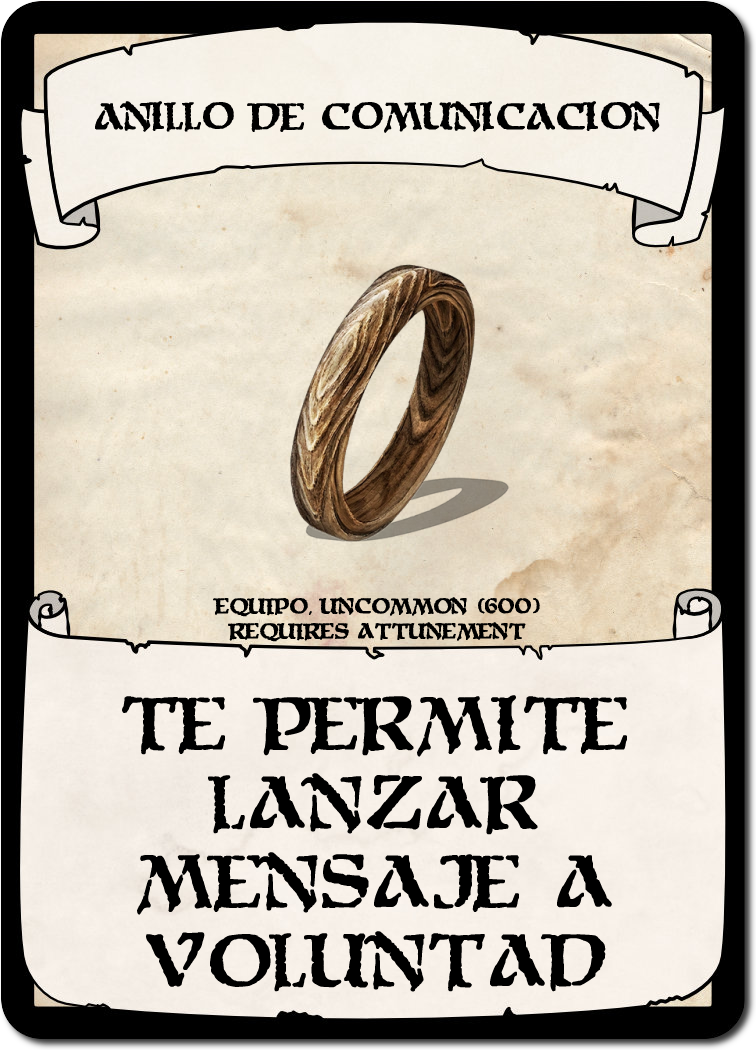 ANILLO DE COMUNICACION
EQUIPO, UNCOMMON (600)
REQUIRES ATTUNEMENT
TE PERMITE
LANZAR
MENSAJE A
VOLUNTAD